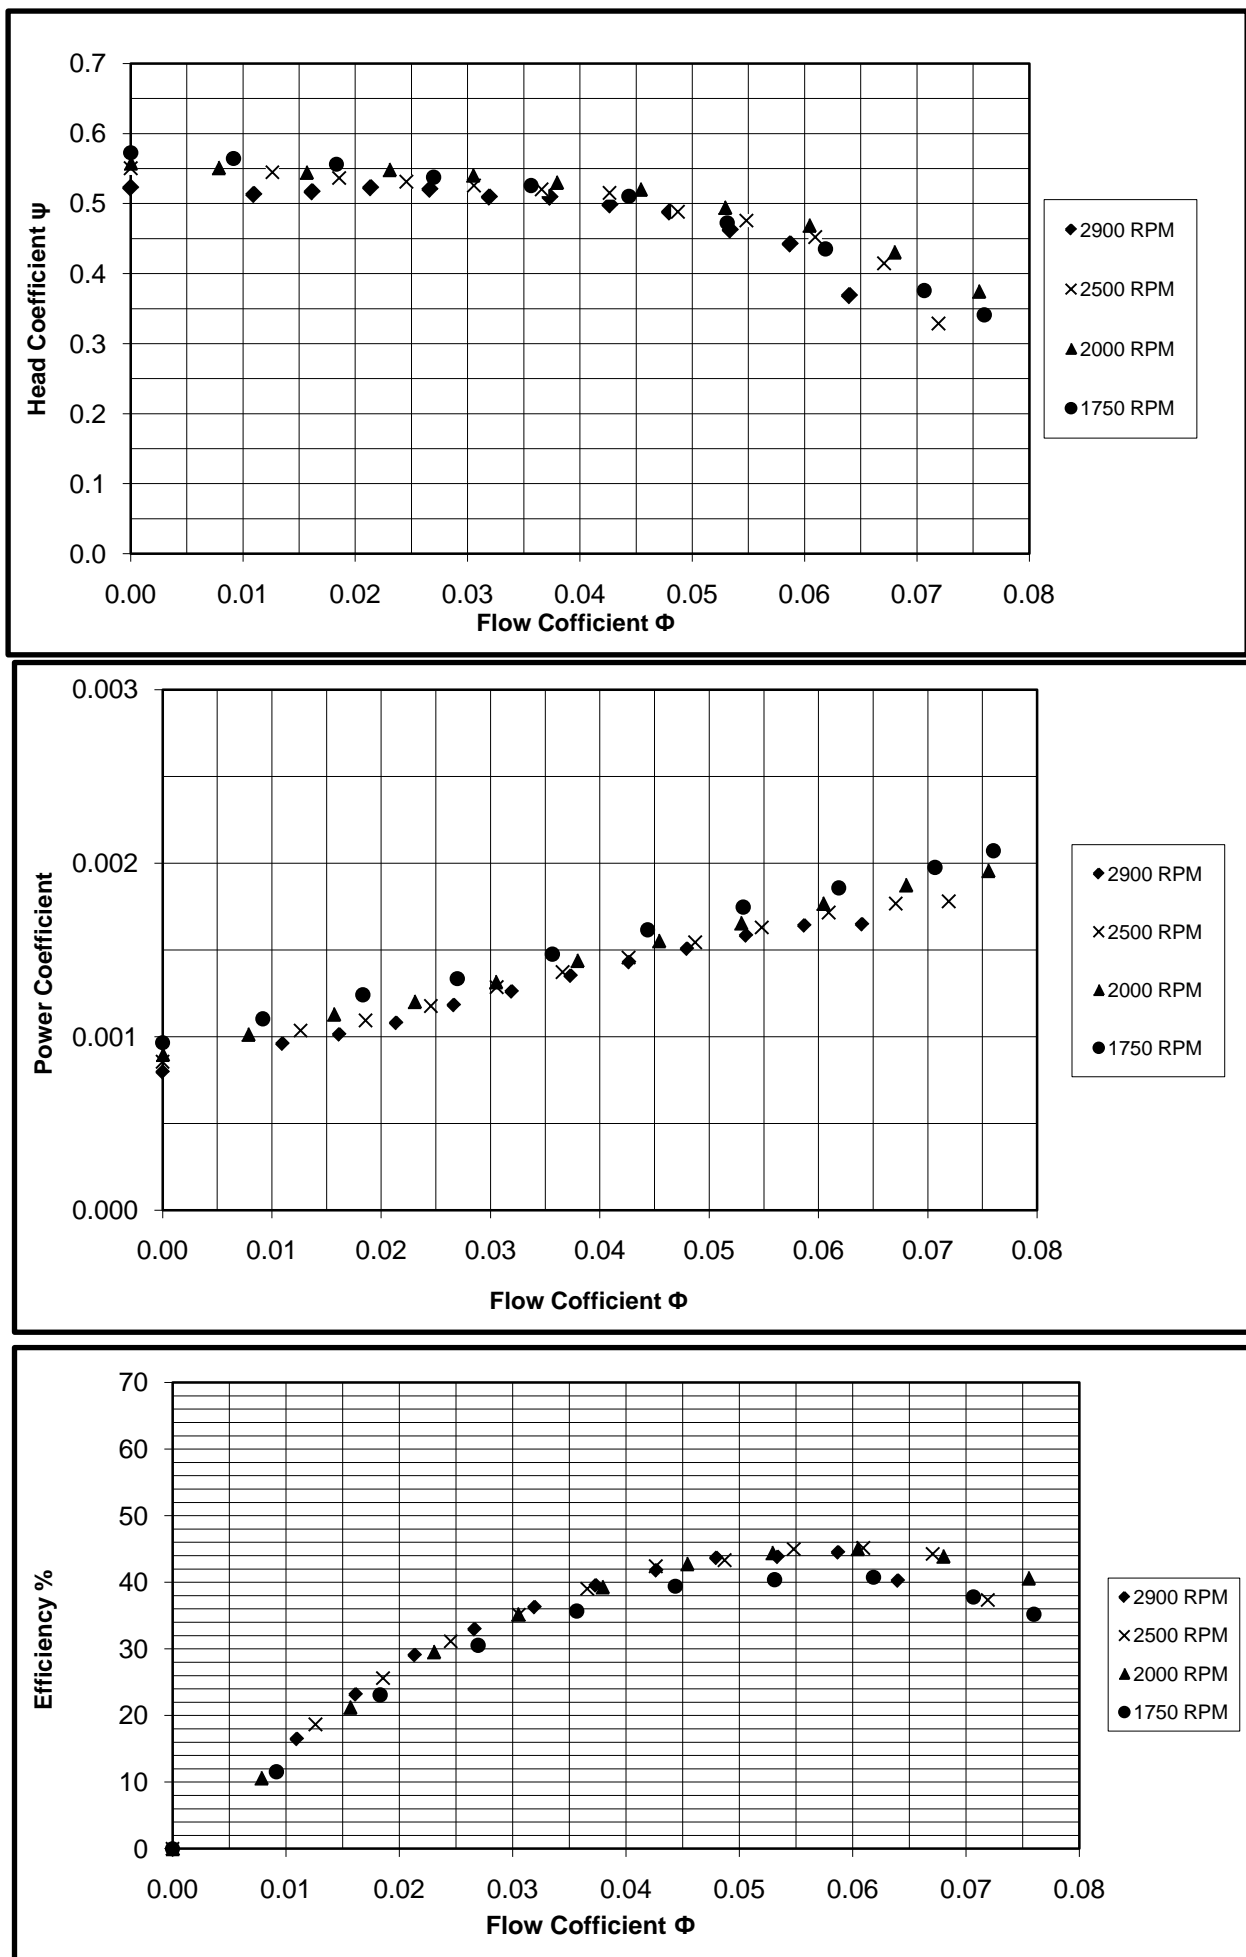 0.7
0.6
0.5
0.4
0.3
0.2
0.1
0.0
Head Coefficient ψ
0.00 0.01 0.02 0.03 0.04 0.05 0.06 0.07 0.08
Flow Cofficient Φ
2900 RPM
2500 RPM
2000 RPM
1750 RPM
0.003
0.002
0.001
0.000
Power Coefficient
0.00 0.01 0.02 0.03 0.04 0.05 0.06 0.07 0.08
Flow Cofficient Φ
2900 RPM
2500 RPM
2000 RPM
1750 RPM
70
60
50
40
30
20
10
0
Efficiency %
0.00 0.01 0.02 0.03 0.04 0.05 0.06 0.07 0.08
Flow Cofficient Φ
2900 RPM
2500 RPM
2000 RPM
1750 RPM